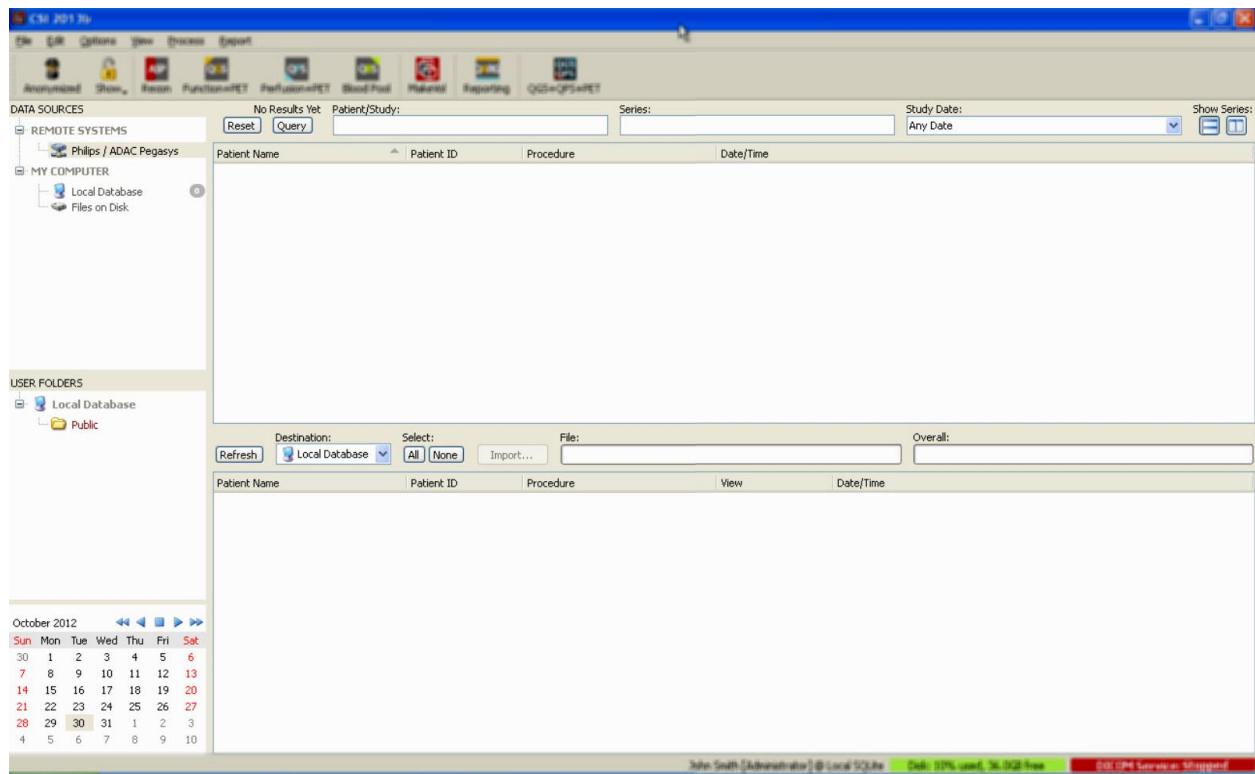 CSI 2013b
File Edit Options View Process Export
Anonymized Show Recon Function+PET Perfusion+PET Blood Pool Reporting QGS+QPS+PET
DATA SOURCES
REMOTE SYSTEMS
Philips / ADAC Pegasys
MY COMPUTER
Local Database
Files on Disk
No Results Yet Patient/Study: Series: Study Date: Show Series:
Reset Query Any Date
Patient Name Patient ID Procedure Date/Time
USER FOLDERS
Local Database
Public
Destination: Select: File: Overall:
Refresh Local Database All None Import...
Patient Name Patient ID Procedure View Date/Time
October 2012
Sun Mon Tue Wed Thu Fri Sat
30 1 2 3 4 5 6
7 8 9 10 11 12 13
14 15 16 17 18 19 20
21 22 23 24 25 26 27
28 29 30 31 1 2 3
4 5 6 7 8 9 10
John Smith [Administrator] @ Local SQLite Disk: 10% used, 36.0GB free DICOM Service: Stopped